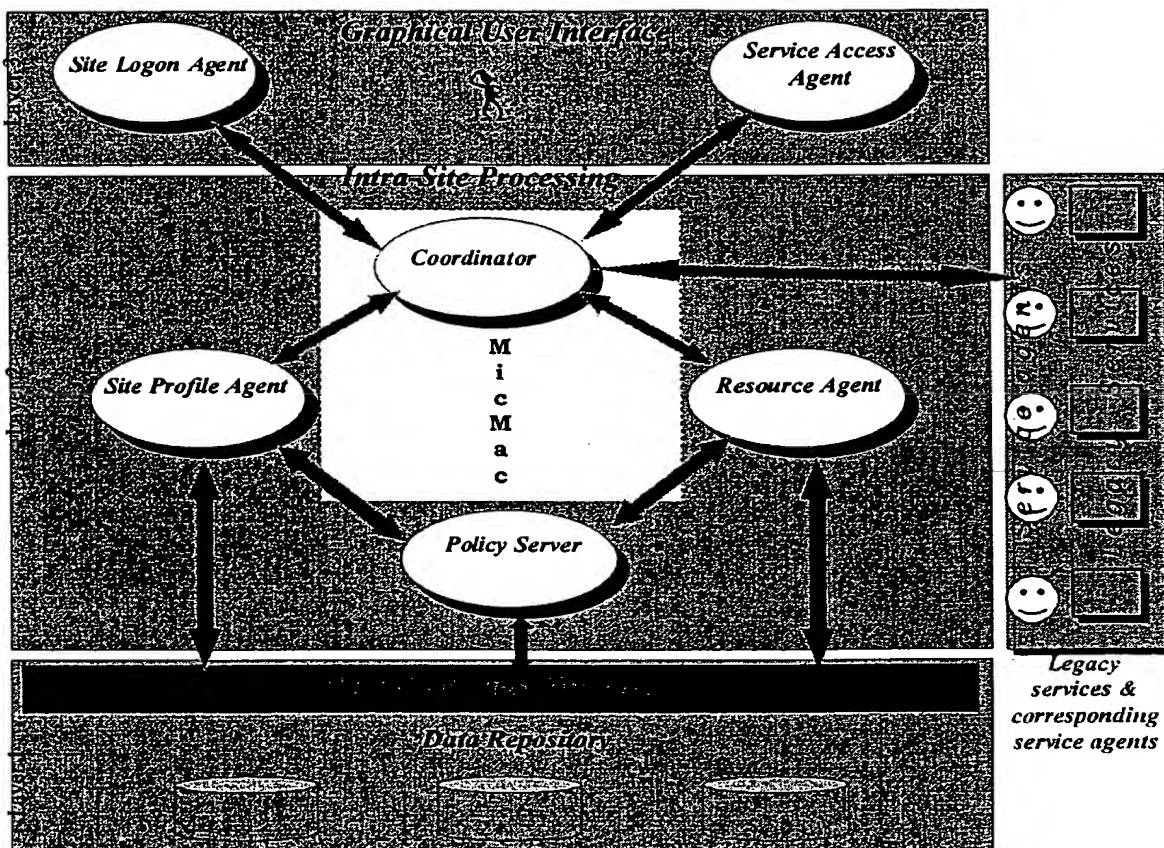 Graphical User Interface
Site Logon Agent
Service Access
Agent
Intra-Site Processing
Coordinator
M
i
c
M
a
c
Site Profile Agent
Resource Agent
Policy Server
Data Repository
Legacy
services &
corresponding
service agents